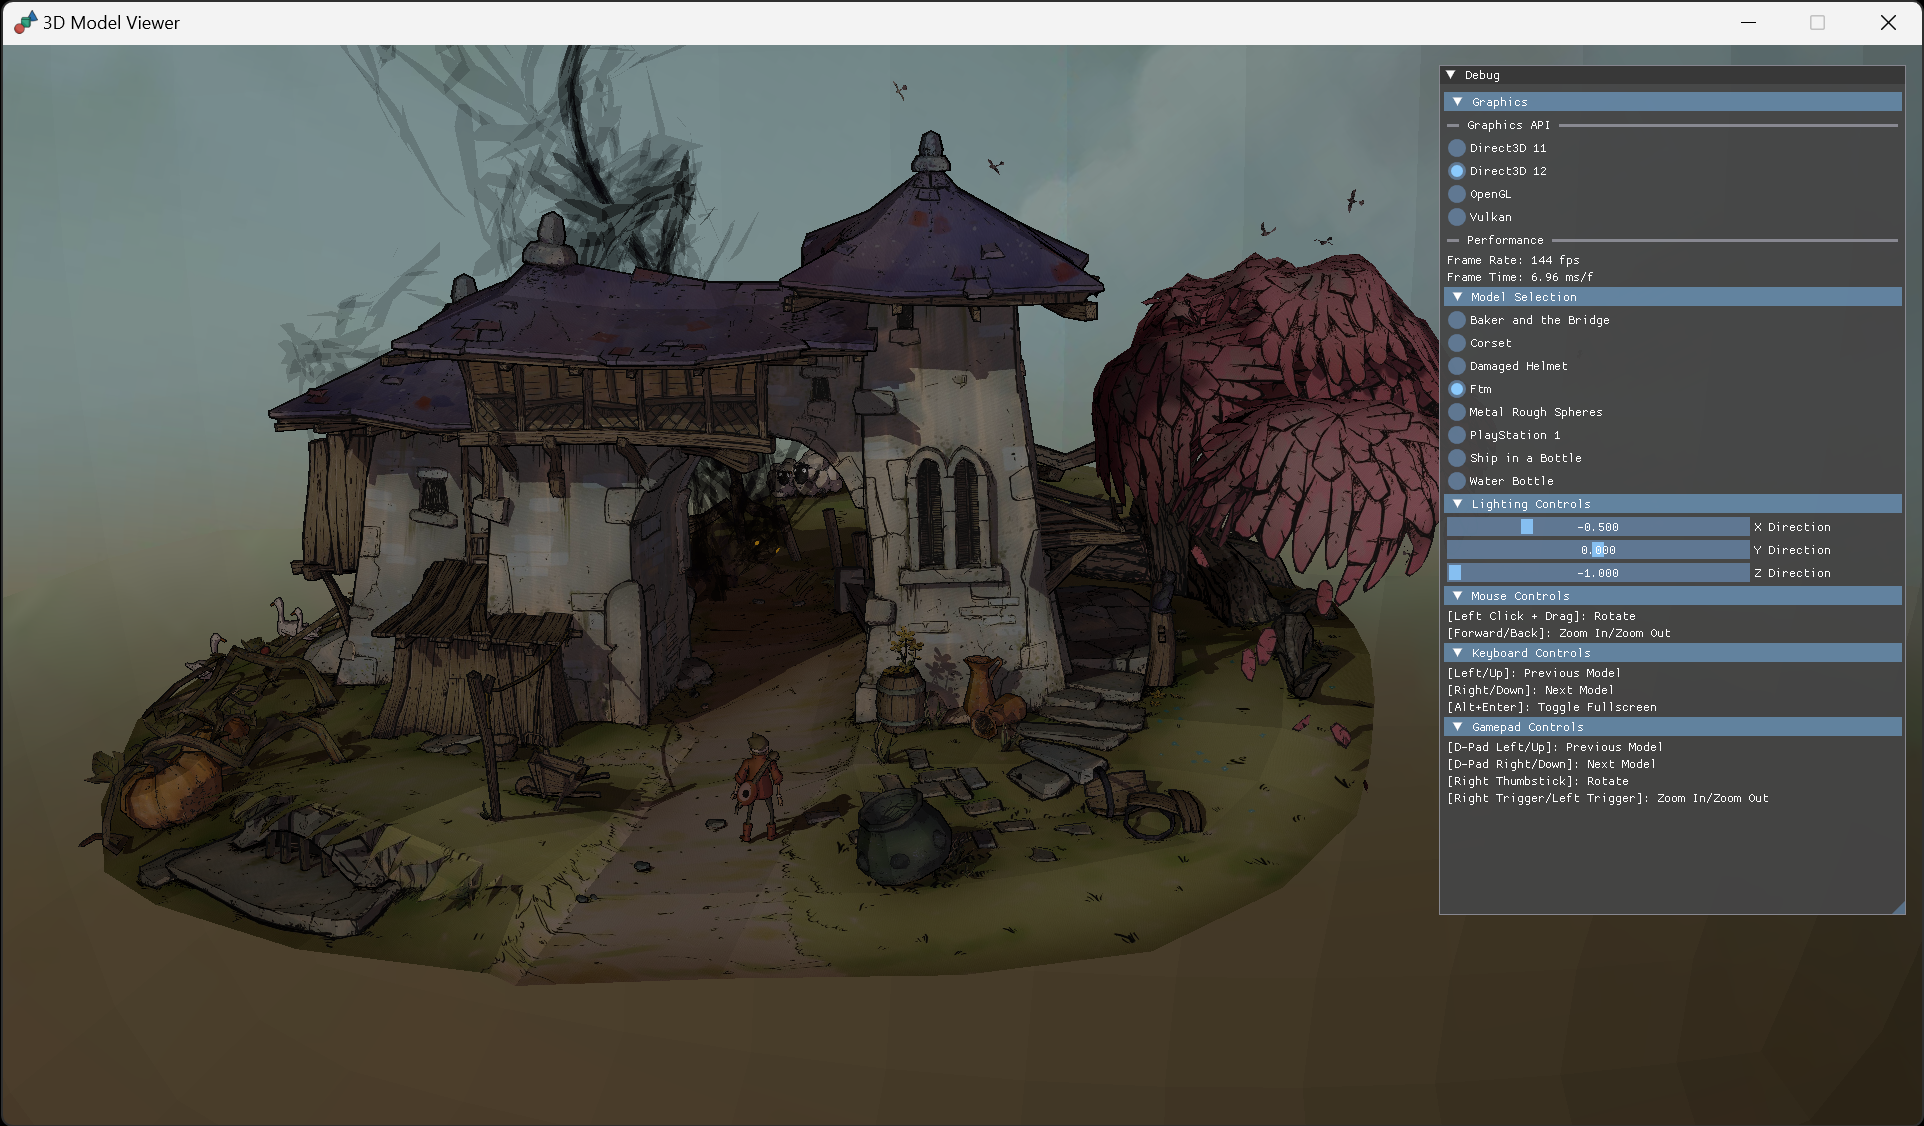 3D Model Viewer
Debug
Graphics
Graphics API
Direct3D 11
Direct3D 12
OpenGL
Vulkan
Performance
Frame Rate: 144 fps
Frame Time: 6.96 ms/f
Model Selection
Baker and the Bridge
Corset
Damaged Helmet
Ftm
Metal Rough Spheres
PlayStation 1
Ship in a Bottle
Water Bottle
Lighting Controls
-0.500 X Direction
0.000 Y Direction
-1.000 Z Direction
Mouse Controls
[Left Click + Drag]: Rotate
[Forward/Back]: Zoom In/Zoom Out
Keyboard Controls
[Left/Up]: Previous Model
[Right/Down]: Next Model
[Alt+Enter]: Toggle Fullscreen
Gamepad Controls
[D-Pad Left/Up]: Previous Model
[D-Pad Right/Down]: Next Model
[Right Thumbstick]: Rotate
[Right Trigger/Left Trigger]: Zoom In/Zoom Out